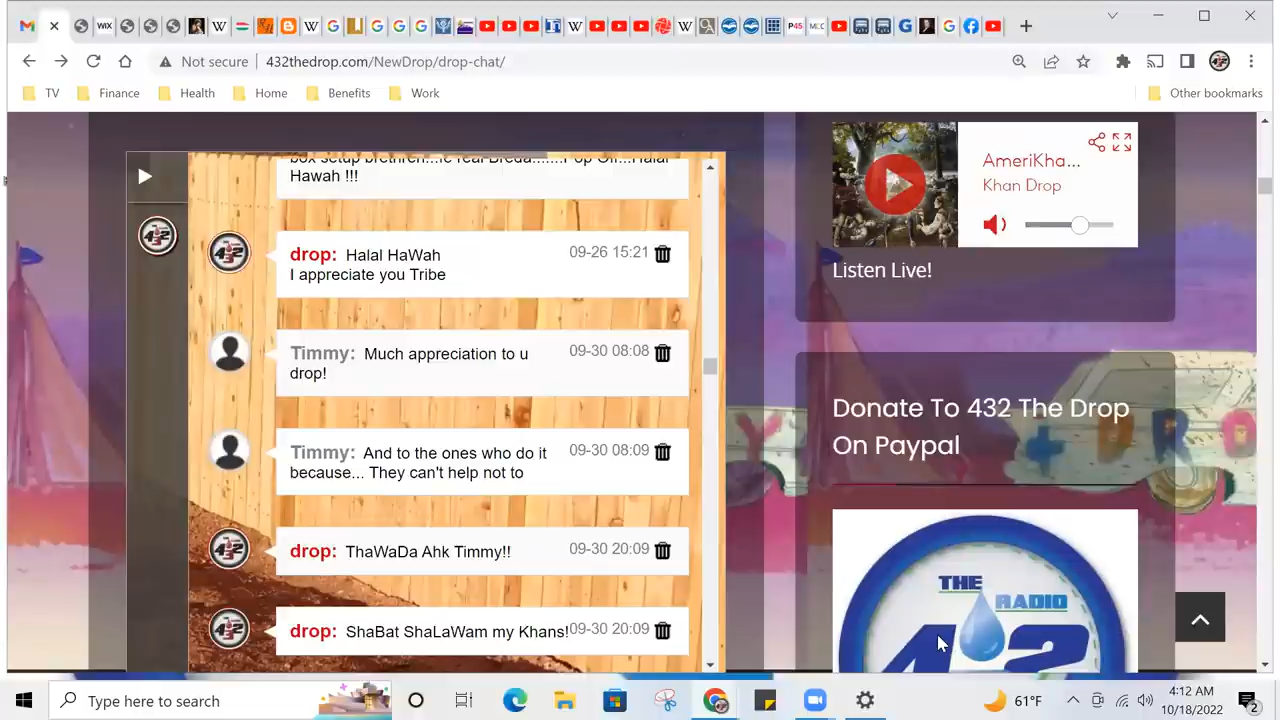 WIX
W
W
W
W
P45
MCC
Not secure
432thedrop.com/NewDrop/drop-chat/
TV
Finance
Health
Home
Benefits
Work
Other bookmarks
Hawah !!!
drop: Halal HaWah
09-26 15:21
I appreciate you Tribe
Timmy: Much appreciation to u
09-30 08:08
drop!
Timmy: And to the ones who do it
09-30 08:09
because... They can't help not to
drop: ThaWaDa Ahk Timmy!!
09-30 20:09
drop: ShaBat ShaLaWam my Khans!
09-30 20:09
AmeriKha...
Khan Drop
Listen Live!
Donate To 432 The Drop
On Paypal
THE
RADIO
432
Type here to search
61°F
4:12 AM
10/18/2022
2